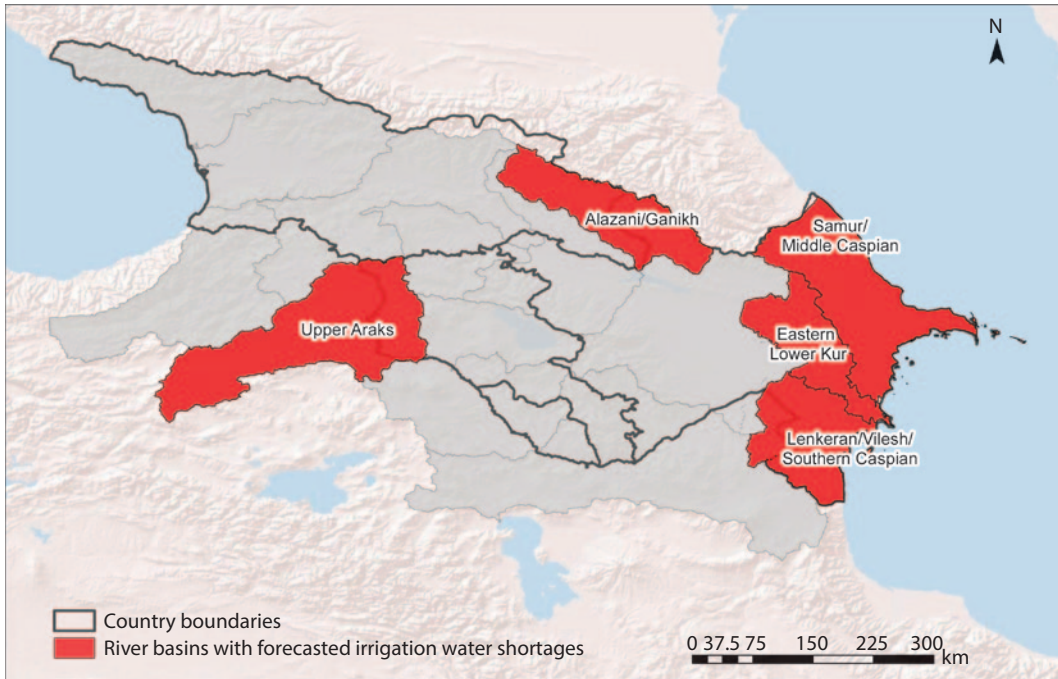 N
Alazani/Ganikh
Samur/
Middle Caspian
Upper Araks
Eastern
Lower Kur
Lenkeran/Vilesh/
Southern Caspian
Country boundaries
River basins with forecasted irrigation water shortages
0 37.5 75 150 225 300
km